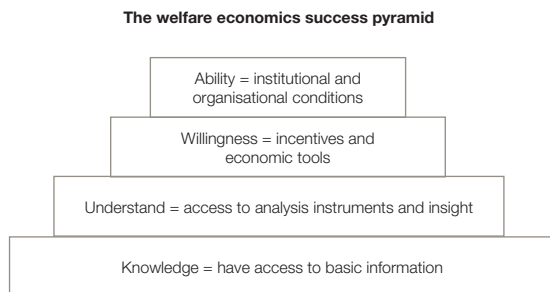 The welfare economics success pyramid
Ability = institutional and
organisational conditions
Willingness = incentives and
economic tools
Understand = access to analysis instruments and insight
Knowledge = have access to basic information